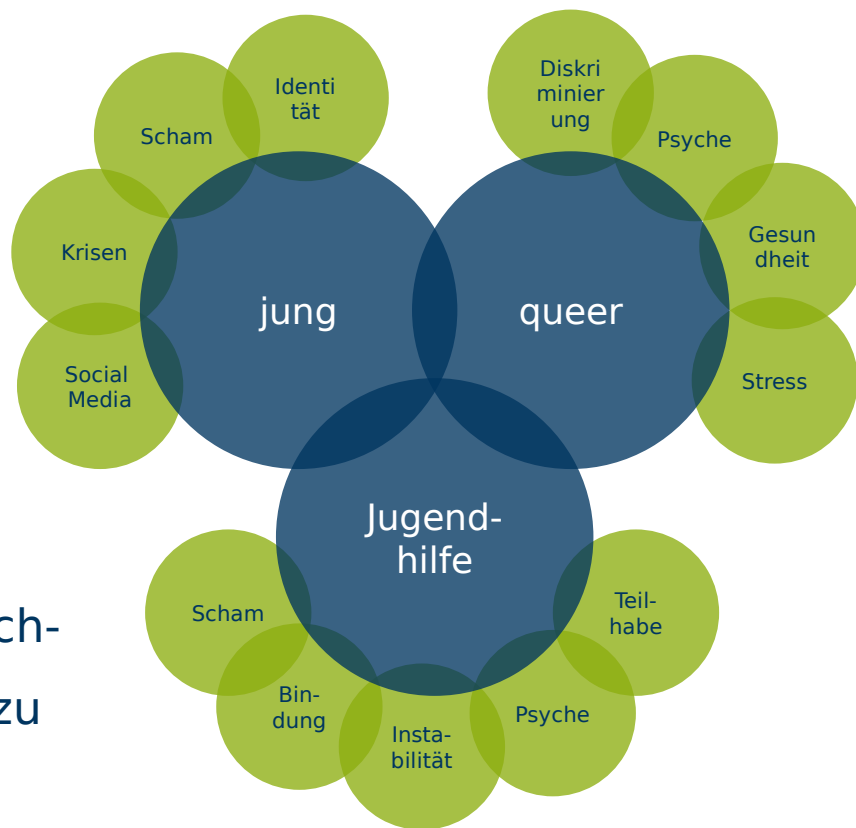 Identi
tät
Scham
Krisen
Social
Media
jung
Diskri
minier
ung
Psyche
Gesun
dheit
Stress
queer
Jugend-
hilfe
Scham
Bin-
dung
Insta-
bilität
Psyche
Teil-
habe
ch-
zu